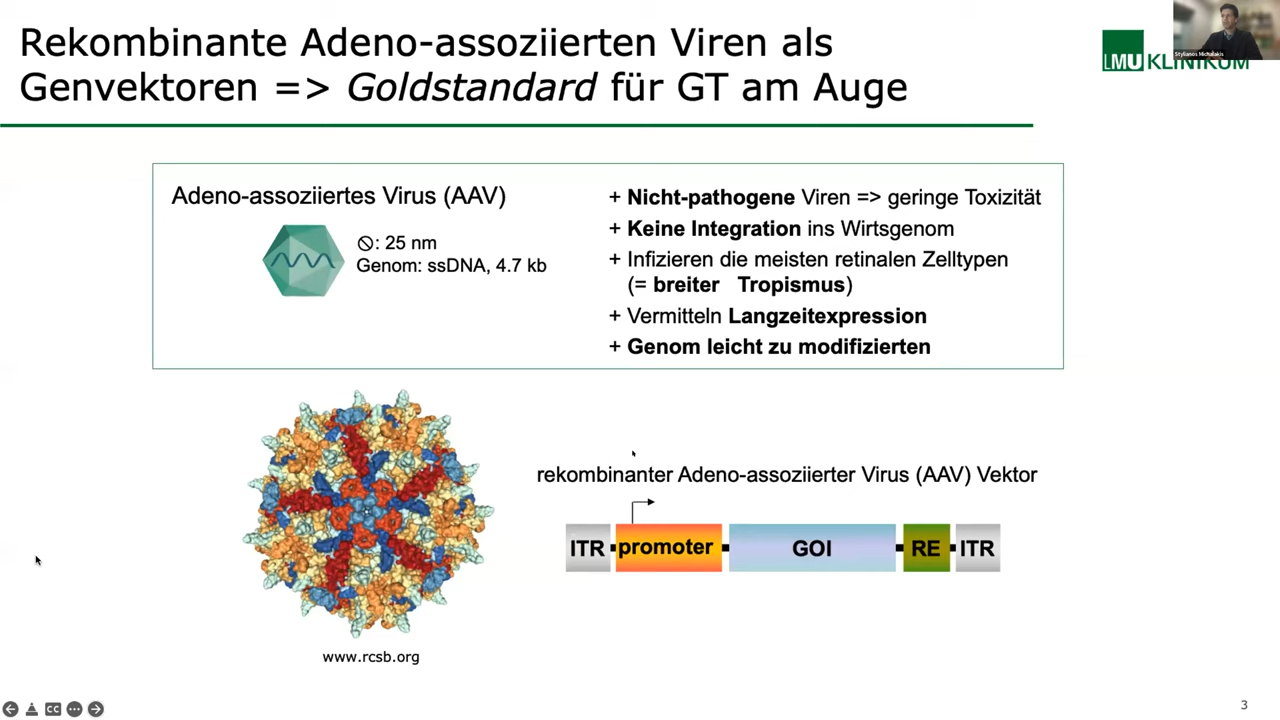 Rekombinante Adeno-assoziierten Viren als
Genvektoren => Goldstandard für GT am Auge
Stylianos Michalakis
LMU KLINIKUM
Adeno-assoziiertes Virus (AAV)
⃠: 25 nm
Genom: ssDNA, 4.7 kb
+ Nicht-pathogene Viren => geringe Toxizität
+ Keine Integration ins Wirtsgenom
+ Infizieren die meisten retinalen Zelltypen
(= breiter Tropismus)
+ Vermitteln Langzeitexpression
+ Genom leicht zu modifizierten
rekombinanter Adeno-assoziierter Virus (AAV) Vektor
ITR promoter GOI RE ITR
www.rcsb.org
CC
3